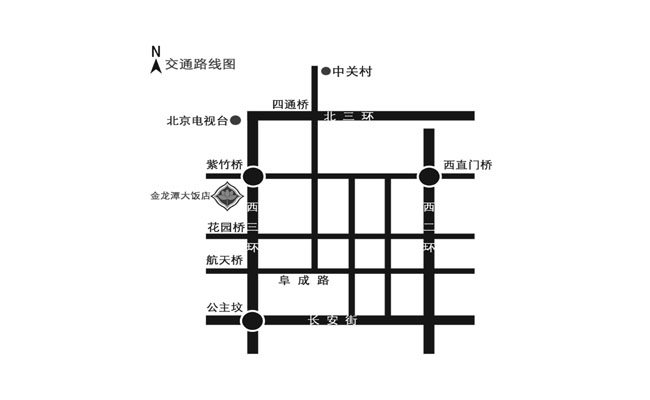 N
交通路线图
中关村
四通桥
北三环
北京电视台
紫竹桥
西直门桥
金龙潭大饭店
西三环
西二环
花园桥
航天桥
阜成路
公主坟
长安街